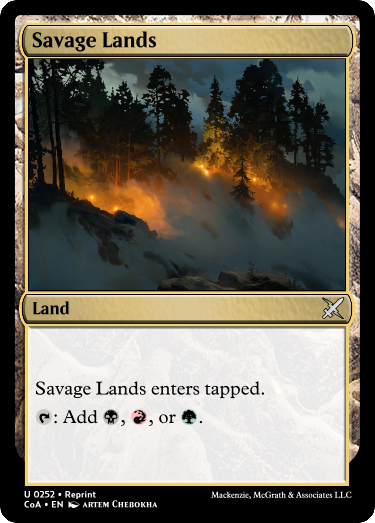 Savage Lands
Land
Savage Lands enters tapped.
: Add , , or .
U 0252 • Reprint
CoA • EN ARTEM CHEBOKHA
Mackenzie, McGrath & Associates LLC